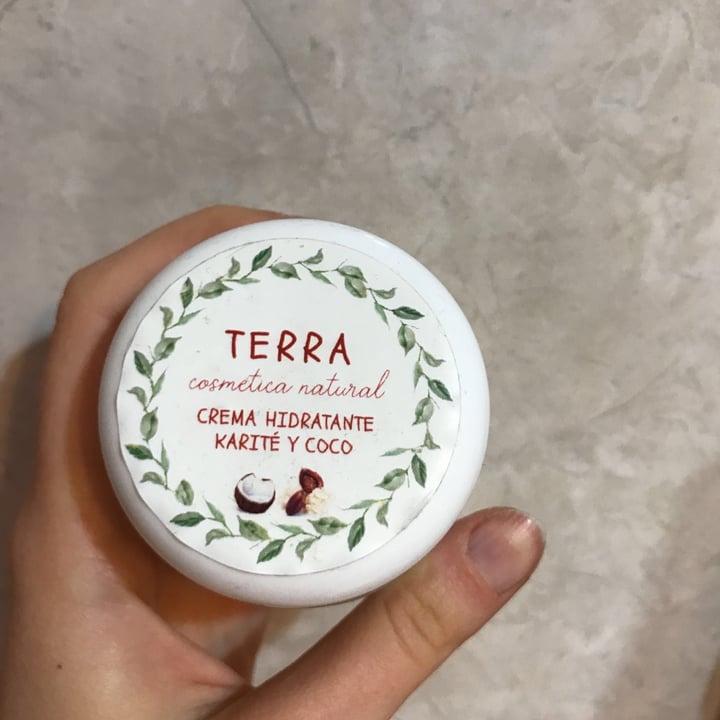 TERRA
cosmética natural
CREMA HIDRATANTE
KARITÉ Y COCO